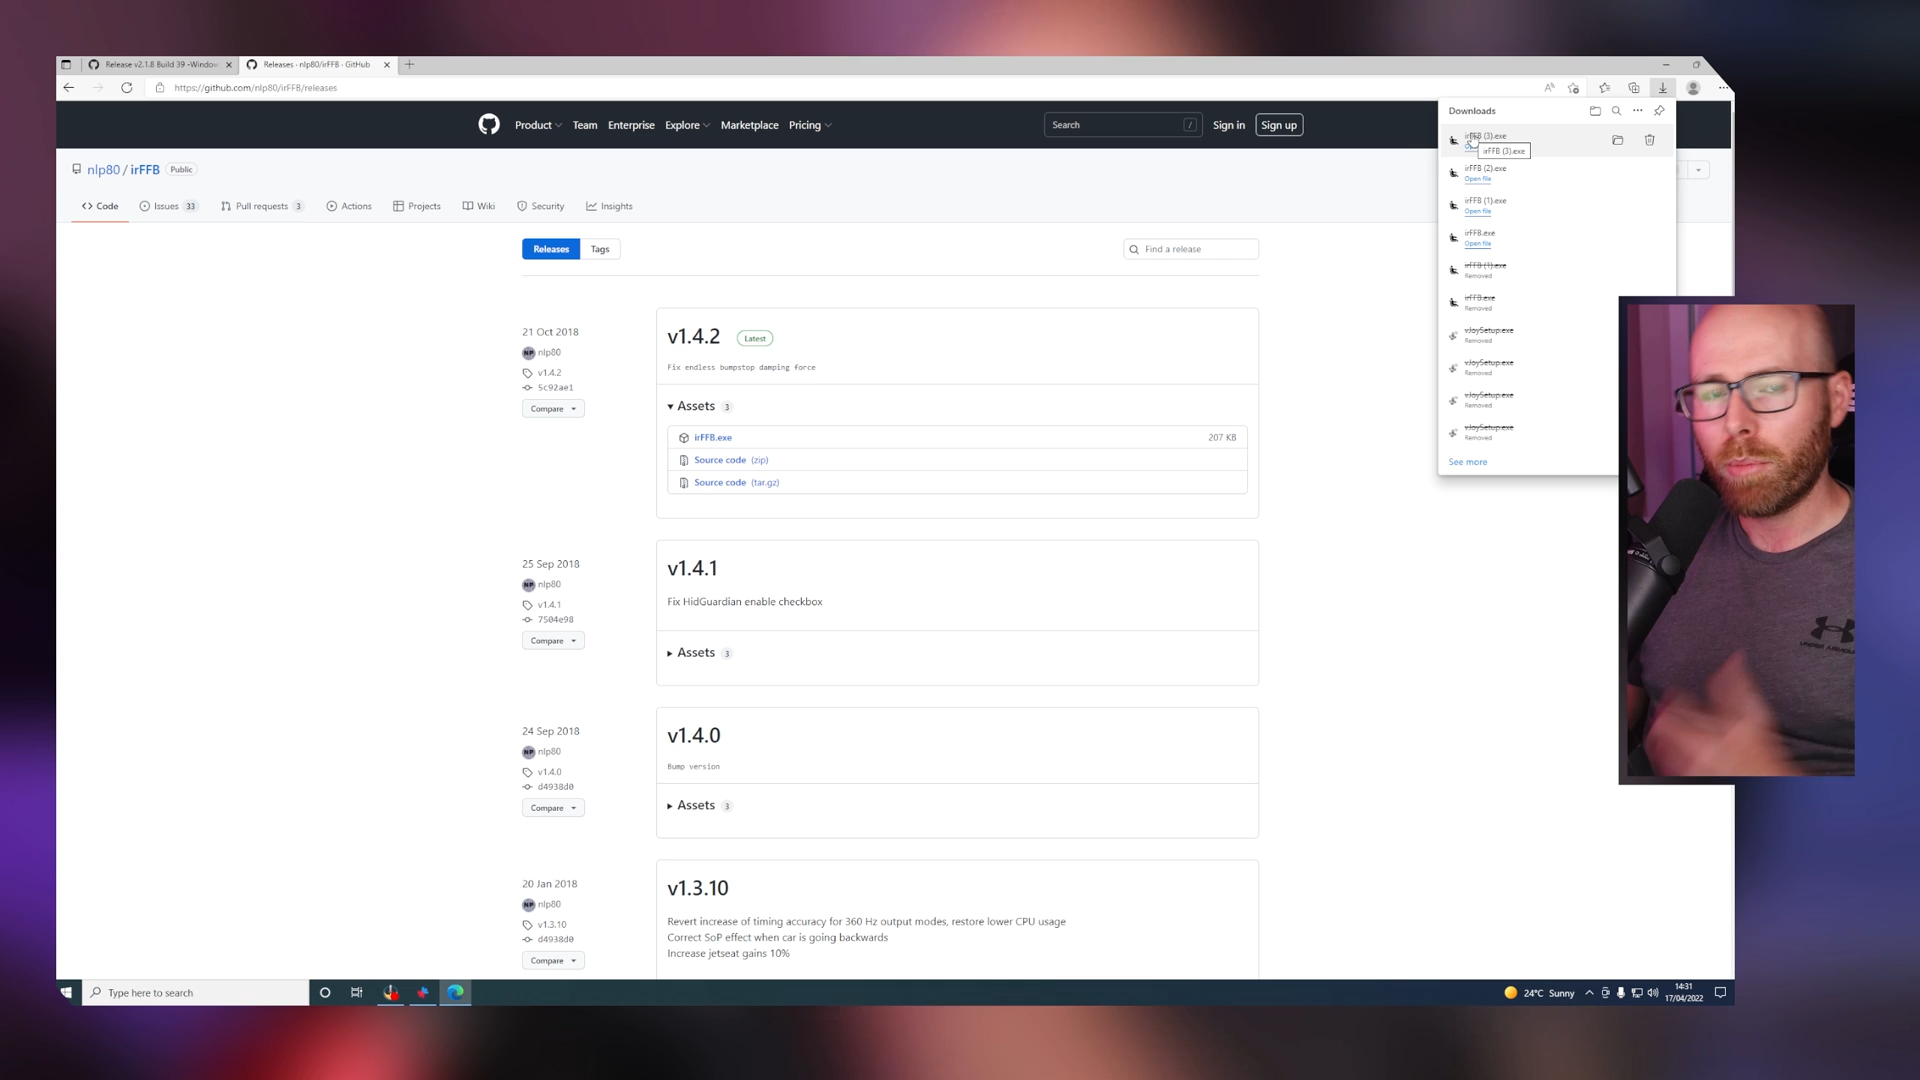 Release v2.1.8 Build 39 -Window
Releases · nlp80/irFFB · GitHub
https://github.com/nlp80/irFFB/releases
Product
Team
Enterprise
Explore
Marketplace
Pricing
Search
/
Sign in
Sign up
nlp80 / irFFB
Public
Code
Issues 33
Pull requests 3
Actions
Projects
Wiki
Security
Insights
Releases
Tags
Find a release
21 Oct 2018
nlp80
v1.4.2
5c92ae1
Compare
v1.4.2
Latest
Fix endless bumpstop damping force
Assets 3
irFFB.exe
207 KB
Source code (zip)
Source code (tar.gz)
25 Sep 2018
nlp80
v1.4.1
7504e98
Compare
v1.4.1
Fix HidGuardian enable checkbox
Assets 3
24 Sep 2018
nlp80
v1.4.0
d4938d0
Compare
v1.4.0
Bump version
Assets 3
20 Jan 2018
nlp80
v1.3.10
d4938d0
Compare
v1.3.10
Revert increase of timing accuracy for 360 Hz output modes, restore lower CPU usage
Correct SoP effect when car is going backwards
Increase jetseat gains 10%
Downloads
irFFB (3).exe
irFFB (3).exe
irFFB (2).exe
Open file
irFFB (1).exe
Open file
irFFB.exe
Open file
irFFB (1).exe
Removed
irFFB.exe
Removed
vJoySetup.exe
Removed
vJoySetup.exe
Removed
vJoySetup.exe
Removed
vJoySetup.exe
Removed
See more
UNDER ARMOUR
Type here to search
24°C Sunny
14:31
17/04/2022